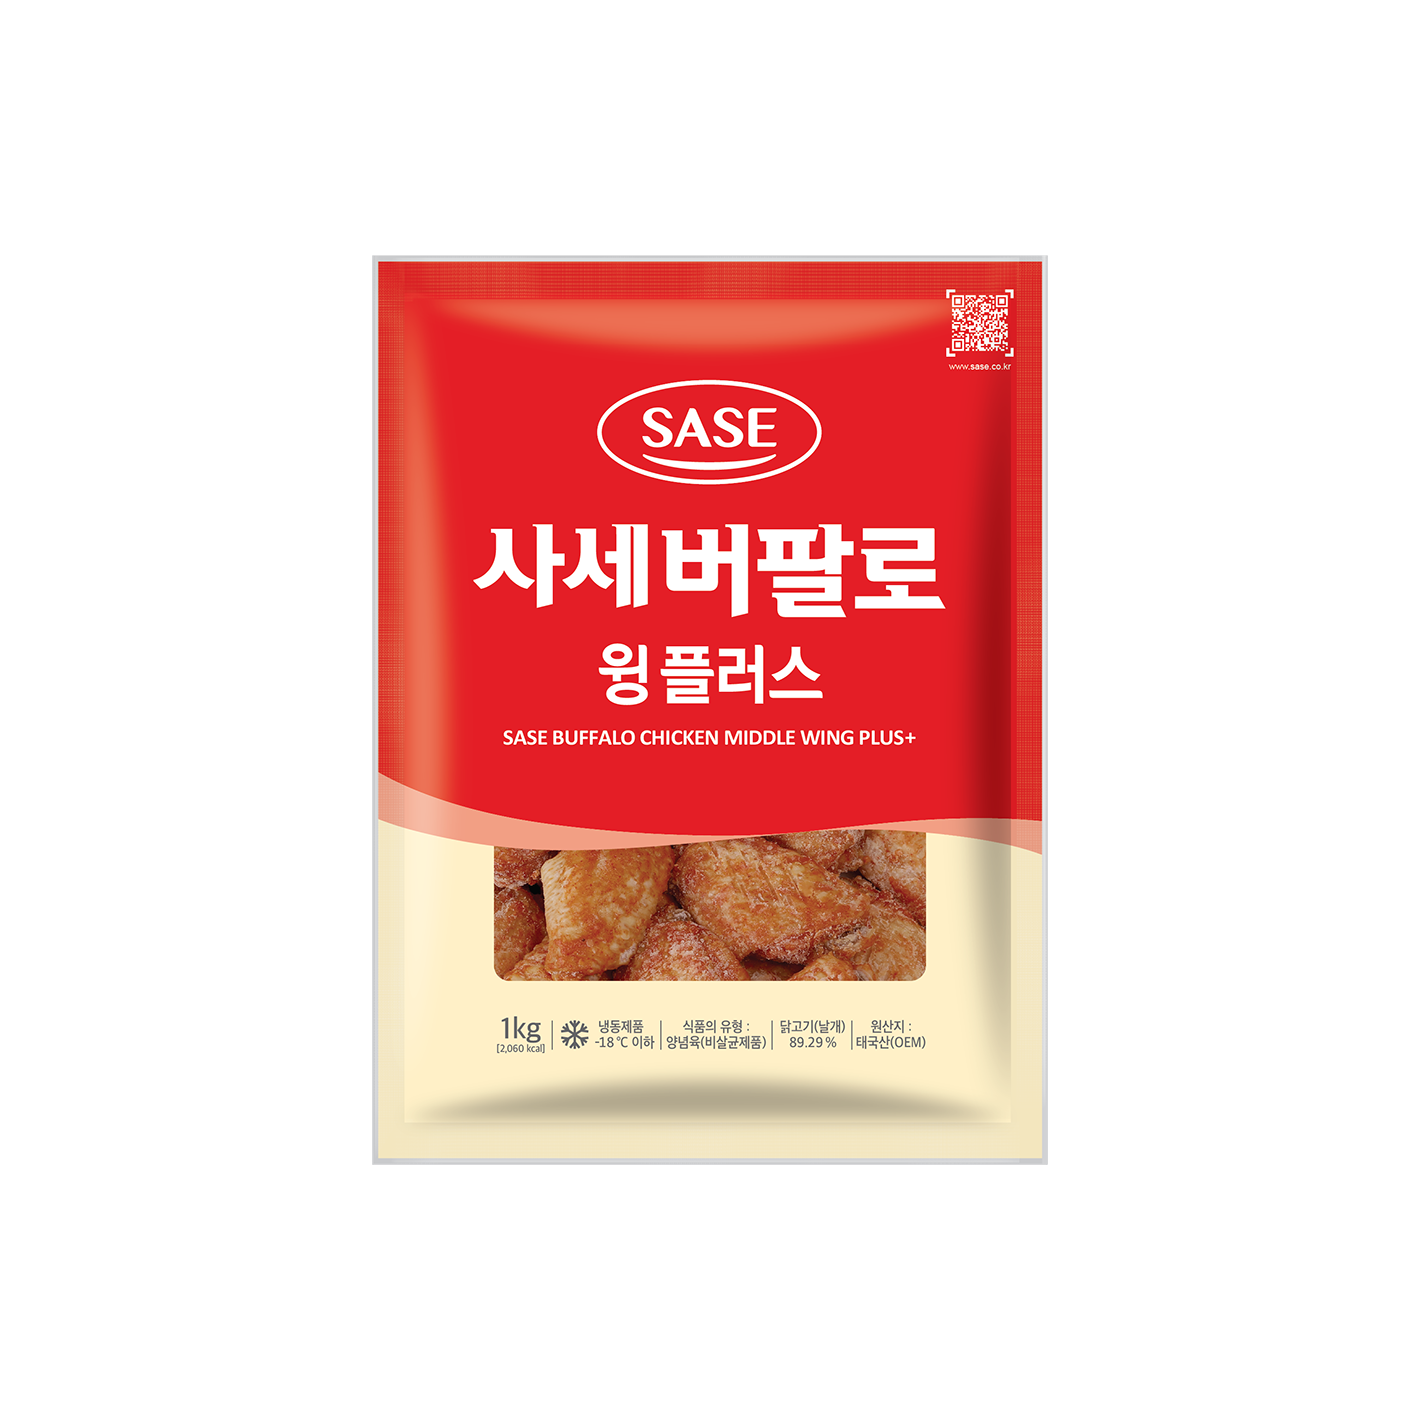 www.sase.co.kr
SASE
사세버팔로
윙플러스
SASE BUFFALO CHICKEN MIDDLE WING PLUS+
1kg
[2,060 kcal]
냉동제품
-18℃ 이하
식품의 유형 :
양념육(비살균제품)
닭고기(날개)
89.29 %
원산지 :
태국산(OEM)